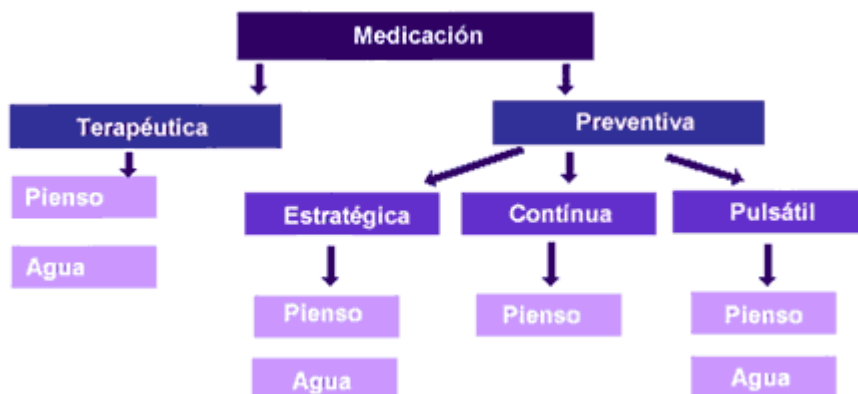 Medicación
Terapéutica
Preventiva
Pienso
Agua
Estratégica
Contínua
Pulsátil
Pienso
Pienso
Pienso
Agua
Agua